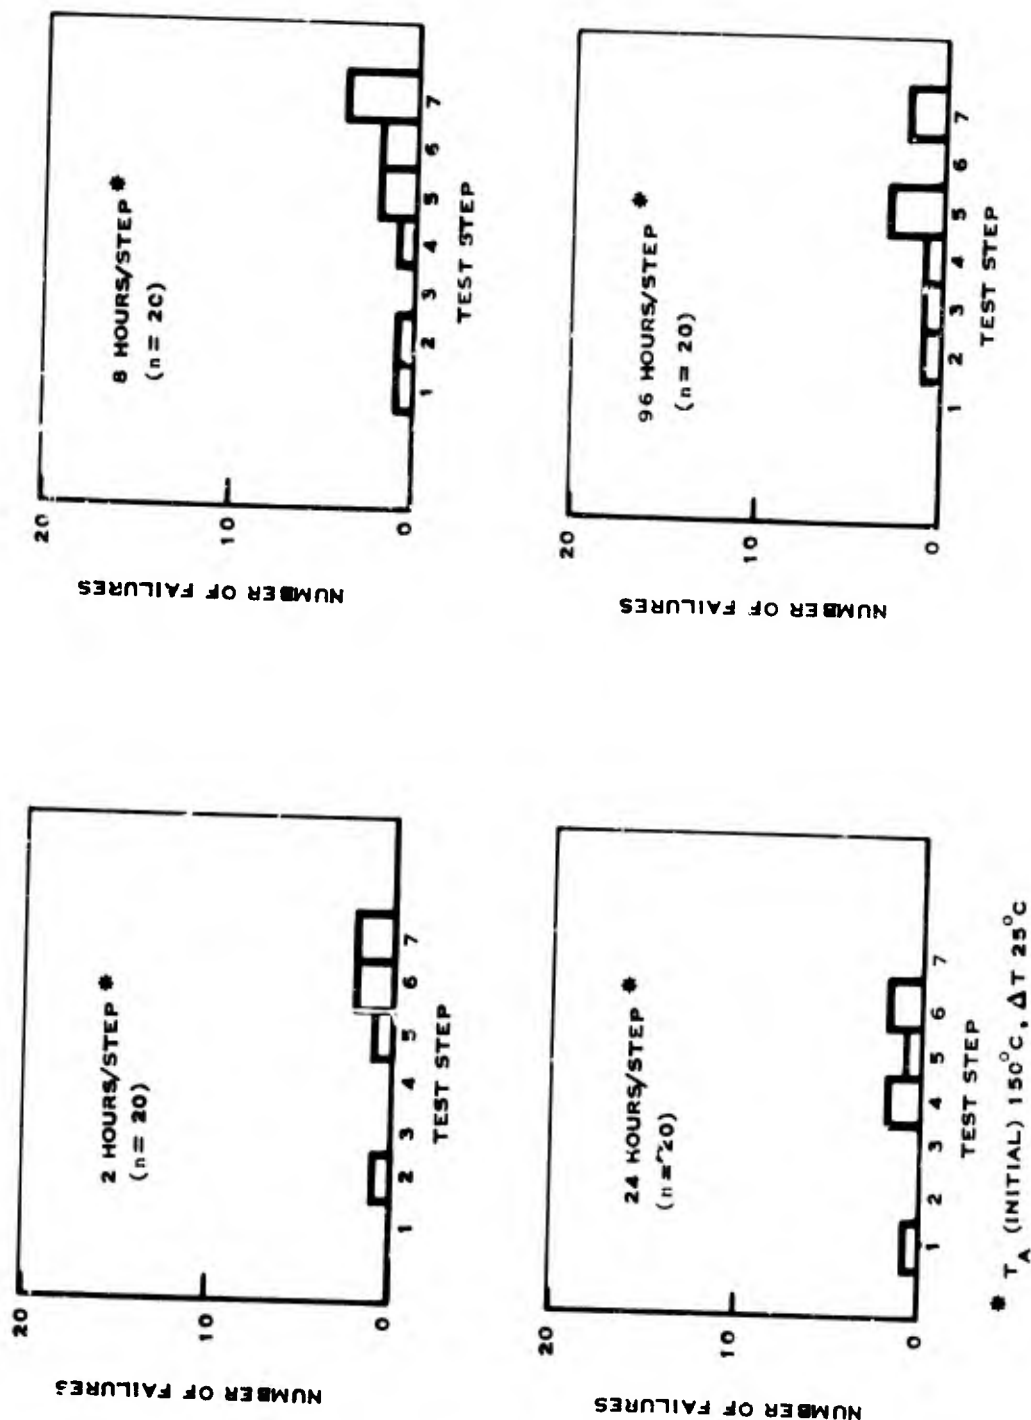 20
10
0
NUMBER OF FAILURES
2 HOURS/STEP *
(n = 20)
1 2 3 4 5 6 7
TEST STEP
20
10
0
NUMBER OF FAILURES
8 HOURS/STEP *
(n = 20)
1 2 3 4 5 6 7
TEST STEP
20
10
0
NUMBER OF FAILURES
24 HOURS/STEP *
(n = 20)
1 2 3 4 5 6 7
TEST STEP
20
10
0
NUMBER OF FAILURES
96 HOURS/STEP *
(n = 20)
1 2 3 4 5 6 7
TEST STEP
* TA (INITIAL) 150°C, ΔT 25°C